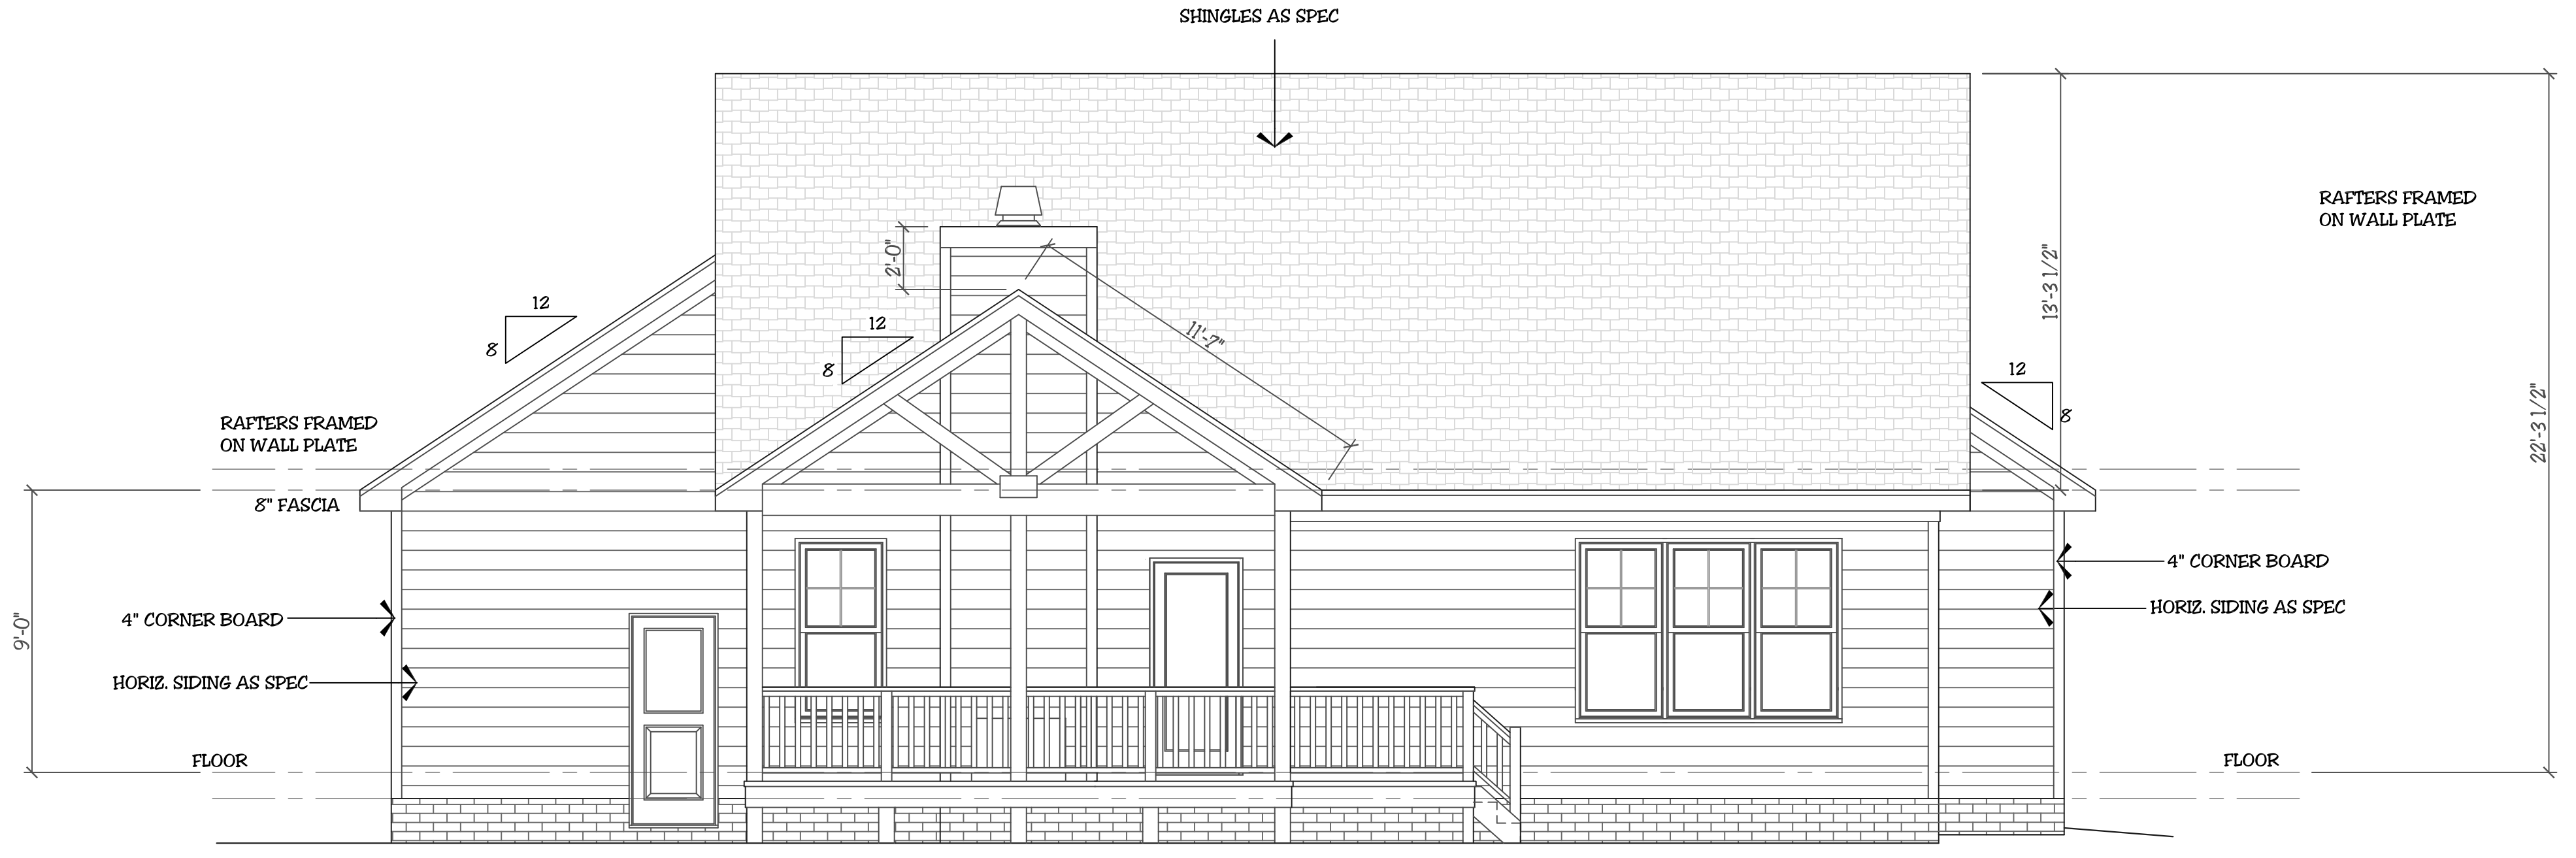 SHINGLES AS SPEC
RAFTERS FRAMED
ON WALL PLATE
2'-0"
13'-3 1/2"
12
8
12
8
11'-7"
12
8
22'-3 1/2"
RAFTERS FRAMED
ON WALL PLATE
8" FASCIA
4" CORNER BOARD
HORIZ. SIDING AS SPEC
9'-0"
4" CORNER BOARD
HORIZ. SIDING AS SPEC
FLOOR
FLOOR